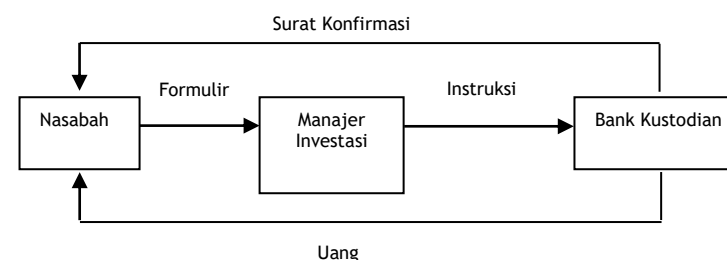 Surat Konfirmasi
Formulir
Instruksi
Nasabah
Manajer
Investasi
Bank Kustodian
Uang